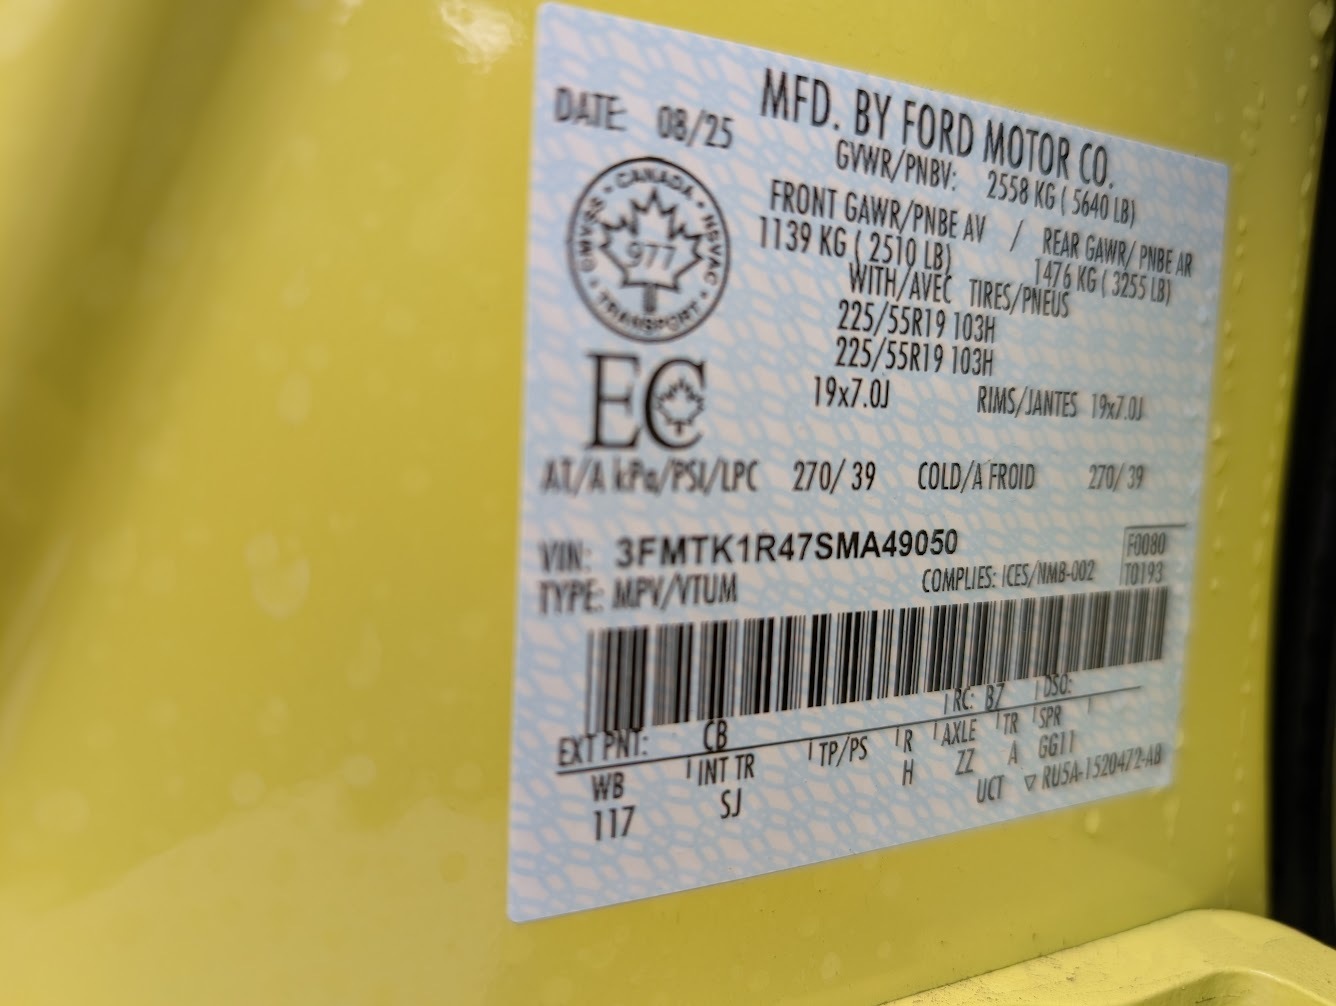 MFD. BY FORD MOTOR CO.
DATE: 08/25
GVWR/PNBV: 2558 KG ( 5640 LB)
FRONT GAWR/PNBE AV / REAR GAWR/ PNBE AR
1139 KG ( 2510 LB) 1476 KG ( 3255 LB)
WITH/AVEC TIRES/PNEUS
225/55R19 103H
225/55R19 103H
19x7.0J RIMS/JANTES 19x7.0J
CANADA • NSVAC • TRANSPORT • CMVSS •
977
EC
AT/A kPa/PSI/LPC 270/ 39 COLD/A FROID 270/ 39
VIN: 3FMTK1R47SMA49050
F0080
TYPE: MPV/VTUM COMPLIES: ICES/NMB-002 T0193
EXT PNT: CB RC: BZ DSO:
WB INT TR TP/PS R AXLE TR SPR
117 SJ H ZZ A GG11
UCT ▽ RU5A-1520472-AB